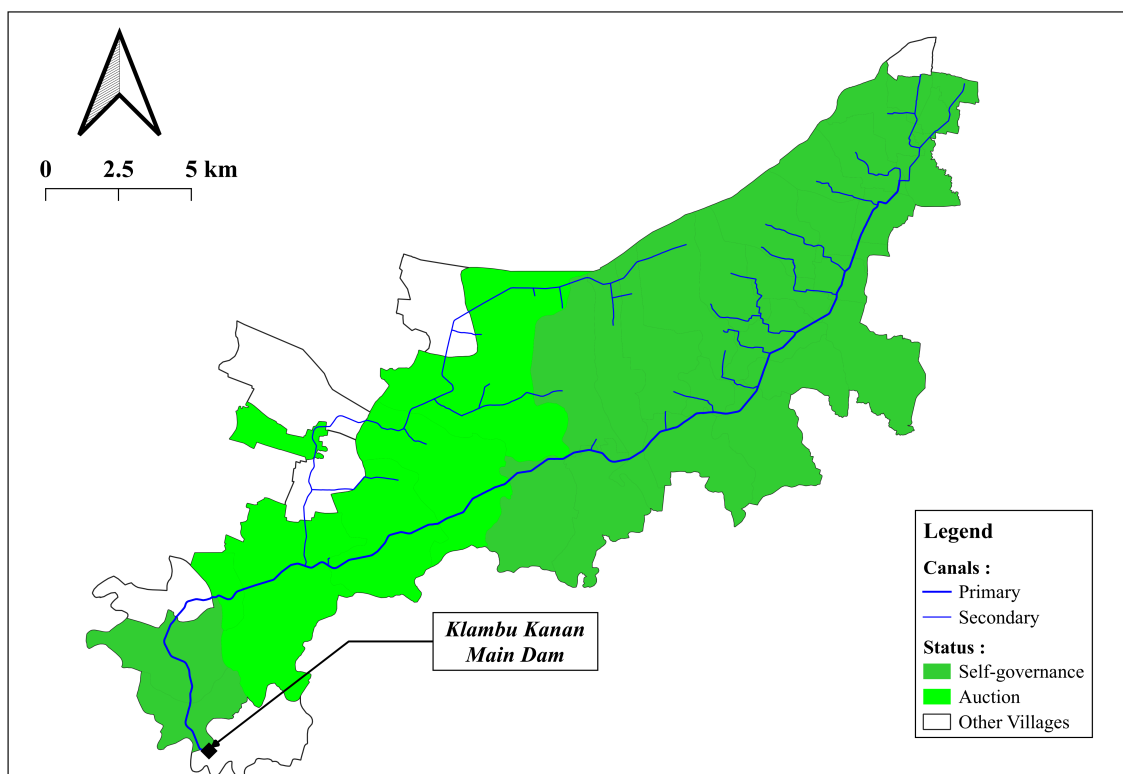 0 2.5 5 km
Klambu Kanan
Main Dam
Legend
Canals :
Primary
Secondary
Status :
Self-governance
Auction
Other Villages